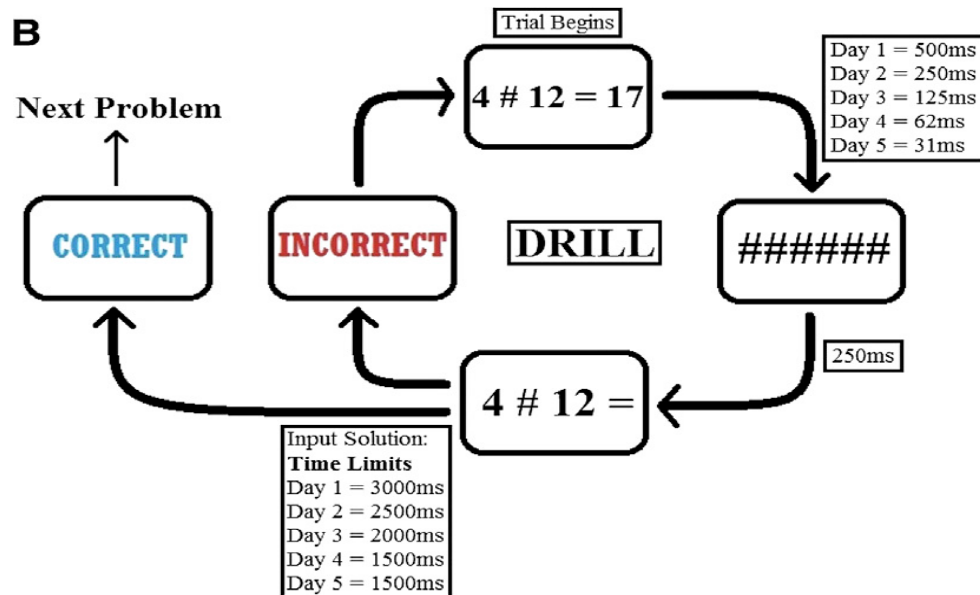 B
Trial Begins
4 # 12 = 17
Day 1 = 500ms
Day 2 = 250ms
Day 3 = 125ms
Day 4 = 62ms
Day 5 = 31ms
Next Problem
CORRECT
INCORRECT
DRILL
######
250ms
4 # 12 =
Input Solution:
Time Limits
Day 1 = 3000ms
Day 2 = 2500ms
Day 3 = 2000ms
Day 4 = 1500ms
Day 5 = 1500ms